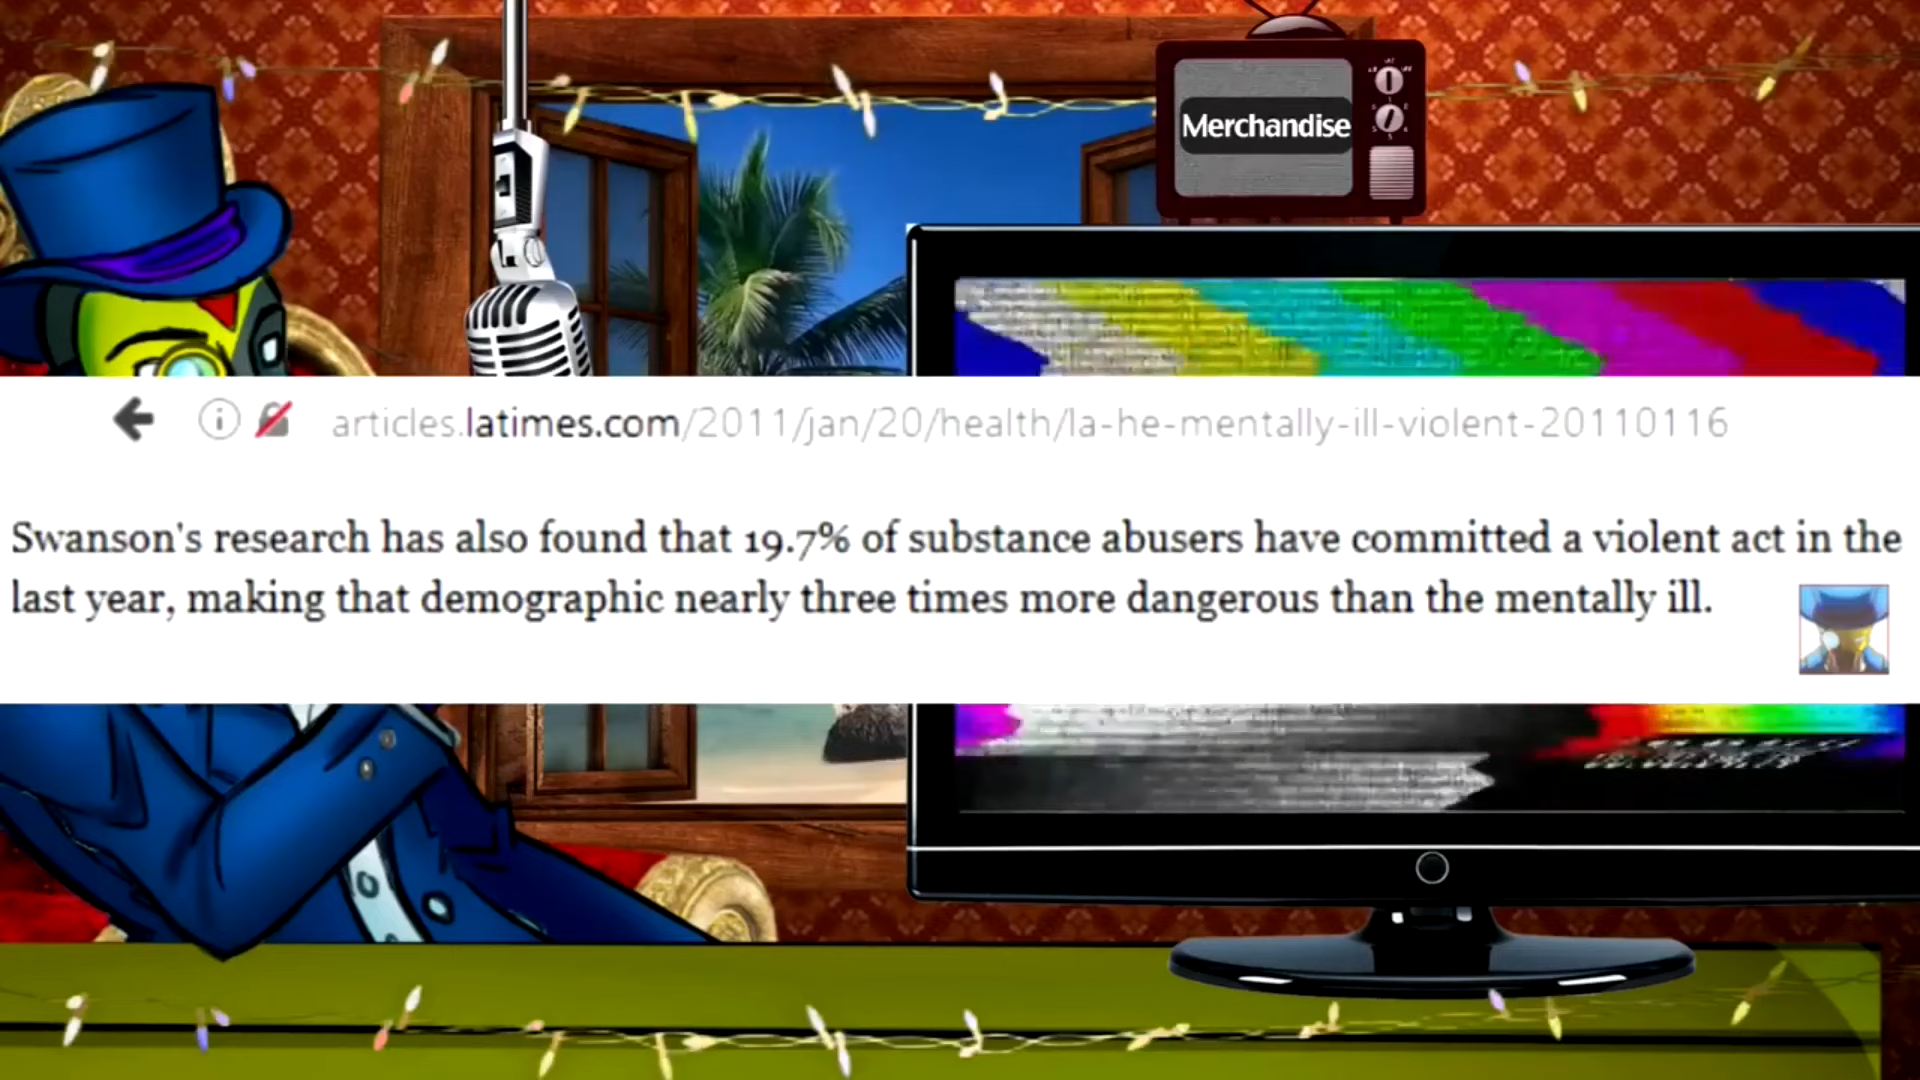 Merchandise
articles.latimes.com/2011/jan/20/health/la-he-mentally-ill-violent-20110116
Swanson's research has also found that 19.7% of substance abusers have committed a violent act in the
last year, making that demographic nearly three times more dangerous than the mentally ill.